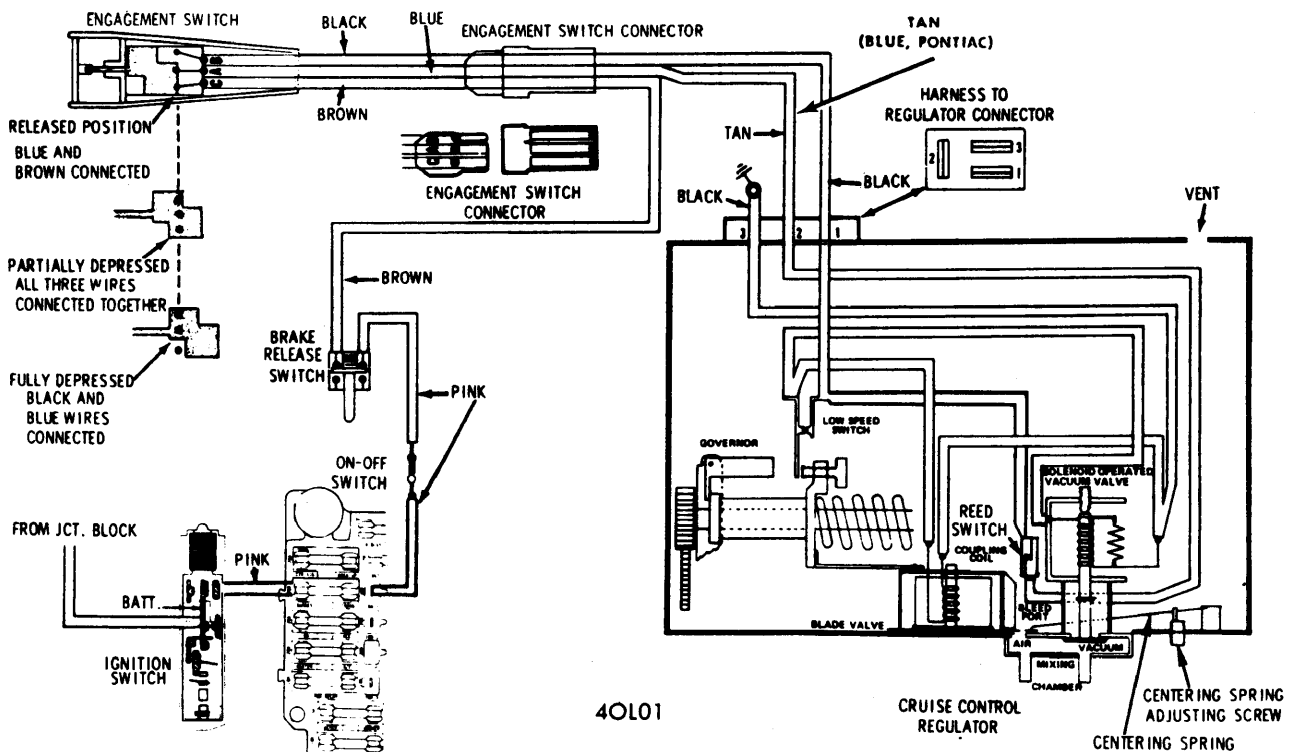 ENGAGEMENT SWITCH
BLACK
BLUE
ENGAGEMENT SWITCH CONNECTOR
TAN
(BLUE, PONTIAC)
B
A
C
BROWN
HARNESS TO
REGULATOR CONNECTOR
2
3
1
RELEASED POSITION
BLUE AND
BROWN CONNECTED
TAN
ENGAGEMENT SWITCH
CONNECTOR
BLACK
BLACK
VENT
3
2
1
PARTIALLY DEPRESSED
ALL THREE WIRES
CONNECTED TOGETHER
BROWN
BRAKE
RELEASE
SWITCH
FULLY DEPRESSED
BLACK AND
BLUE WIRES
CONNECTED
PINK
LOW SPEED
SWITCH
GOVERNOR
ON-OFF
SWITCH
SOLENOID OPERATED
VACUUM VALVE
REED
SWITCH
COUPLING
COIL
FROM JCT. BLOCK
PINK
BATT.
BLEED
PORT
BLADE VALVE
AIR
VACUUM
MIXING
CHAMBER
IGNITION
SWITCH
40L01
CRUISE CONTROL
REGULATOR
CENTERING SPRING
ADJUSTING SCREW
CENTERING SPRING